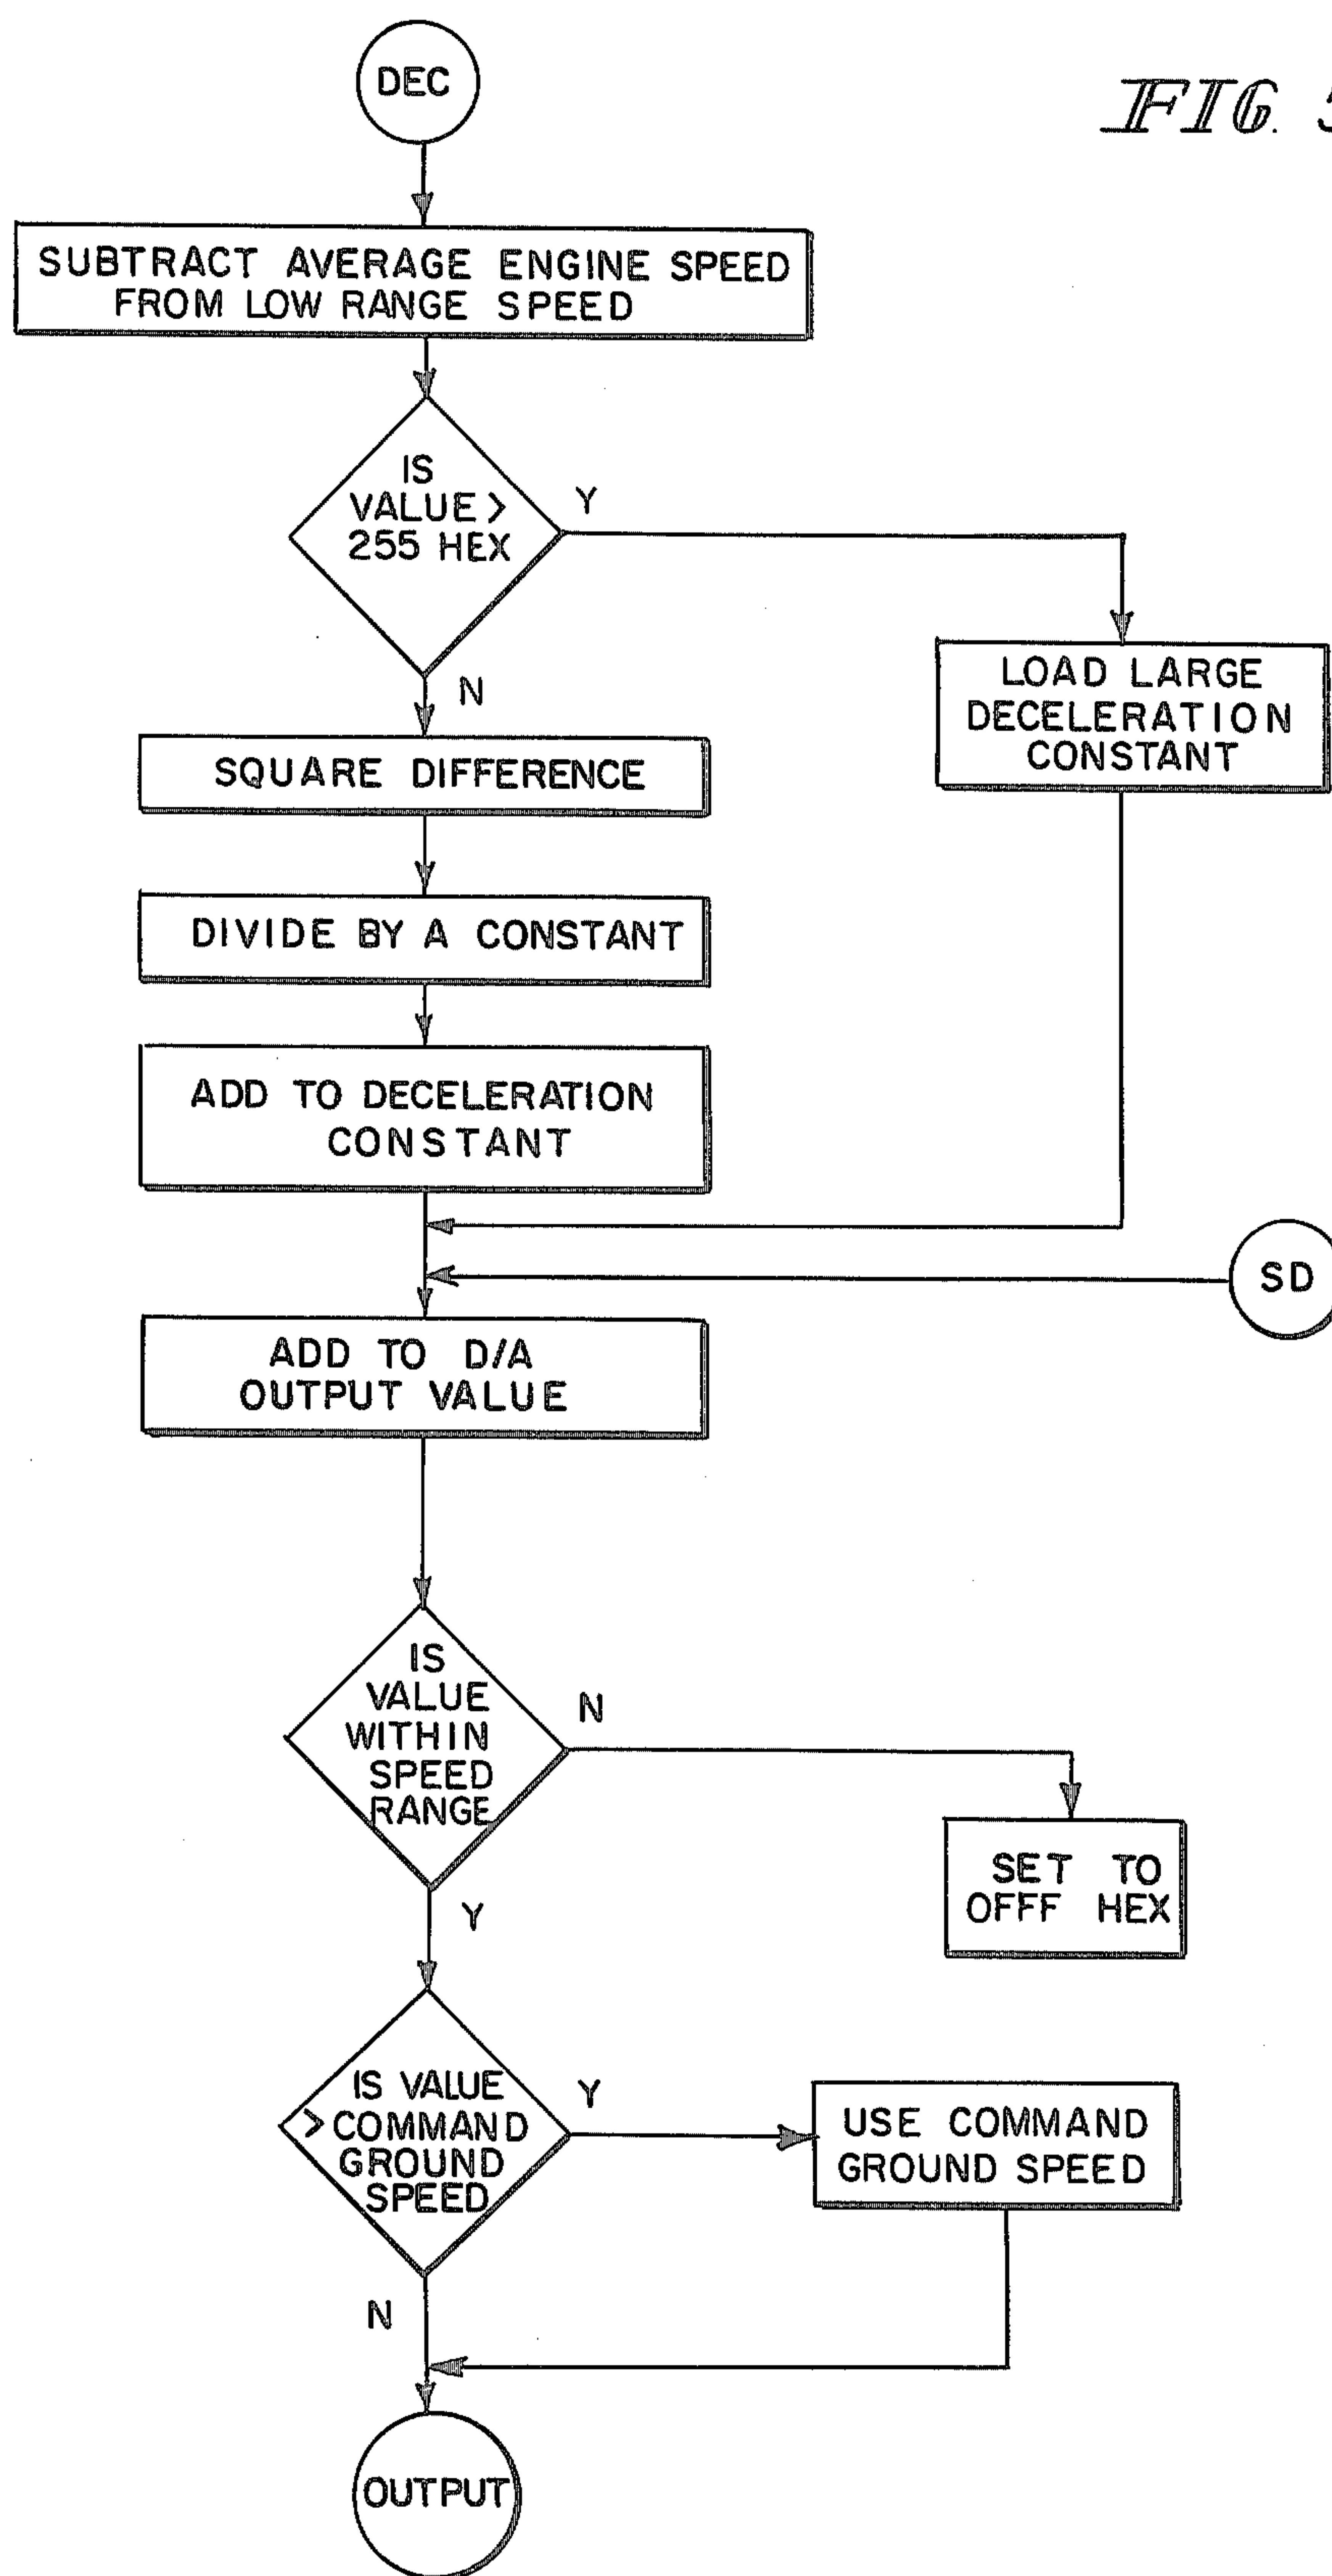 DEC
FIG. 5
SUBTRACT AVERAGE ENGINE SPEED
FROM LOW RANGE SPEED
IS
VALUE >
255 HEX
Y
N
LOAD LARGE
DECELERATION
CONSTANT
SQUARE DIFFERENCE
DIVIDE BY A CONSTANT
ADD TO DECELERATION
CONSTANT
SD
ADD TO D/A
OUTPUT VALUE
IS
VALUE
WITHIN
SPEED
RANGE
N
Y
SET TO
OFFF HEX
IS VALUE
> COMMAND
GROUND
SPEED
Y
N
USE COMMAND
GROUND SPEED
OUTPUT